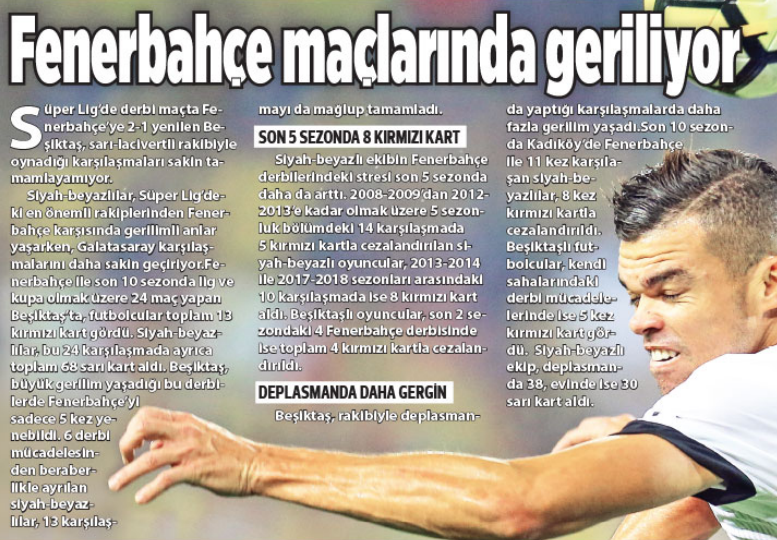 Fenerbahçe maçlarında geriliyor
Süper Lig'de derbi maçta Fe-
nerbahçe'ye 2-1 yenilen Be-
şiktaş, sarı-lacivertli rakibiyle
oynadığı karşılaşmaları sakin ta-
mamlayamıyor.
Siyah-beyazlılar, Süper Lig'de-
ki en önemli rakiplerinden Fener-
bahçe karşısında gerilimli anlar
yaşarken, Galatasaray karşılaş-
malarını daha sakin geçiriyor.Fe-
nerbahçe ile son 10 sezonda lig ve
kupa olmak üzere 24 maç yapan
Beşiktaş'ta, futbolcular toplam 13
kırmızı kart gördü. Siyah-beyaz-
lılar, bu 24 karşılaşmada ayrıca
toplam 68 sarı kart aldı. Beşiktaş,
büyük gerilim yaşadığı bu derbi-
lerde Fenerbahçe'yi
sadece 5 kez ye-
nebildi. 6 derbi
mücadelesin-
den beraber-
likle ayrılan
siyah-beyaz-
lılar, 13 karşılaş-
mayı da mağlup tamamladı.
SON 5 SEZONDA 8 KIRMIZI KART
Siyah-beyazlı ekibin Fenerbahçe
derbilerindeki stresi son 5 sezonda
daha da arttı. 2008-2009'dan 2012-
2013'e kadar olmak üzere 5 sezon-
luk bölümdeki 14 karşılaşmada
5 kırmızı kartla cezalandırılan si-
yah-beyazlı oyuncular, 2013-2014
ile 2017-2018 sezonları arasındaki
10 karşılaşmada ise 8 kırmızı kart
aldı. Beşiktaşlı oyuncular, son 2 se-
zondaki 4 Fenerbahçe derbisinde
ise toplam 4 kırmızı kartla cezalan-
dırıldı.
DEPLASMANDA DAHA GERGİN
Beşiktaş, rakibiyle deplasman-
da yaptığı karşılaşmalarda daha
fazla gerilim yaşadı.Son 10 sezon-
da Kadıköy'de Fenerbahçe
ile 11 kez karşıla-
şan siyah-be-
yazlılar, 8 kez
kırmızı kartla
cezalandırıldı.
Beşiktaşlı fut-
bolcular, kendi
sahalarındaki
derbi mücadele-
lerinde ise 5 kez
kırmızı kart gör-
dü. Siyah-beyazlı
ekip, deplasman-
da 38, evinde ise 30
sarı kart aldı.